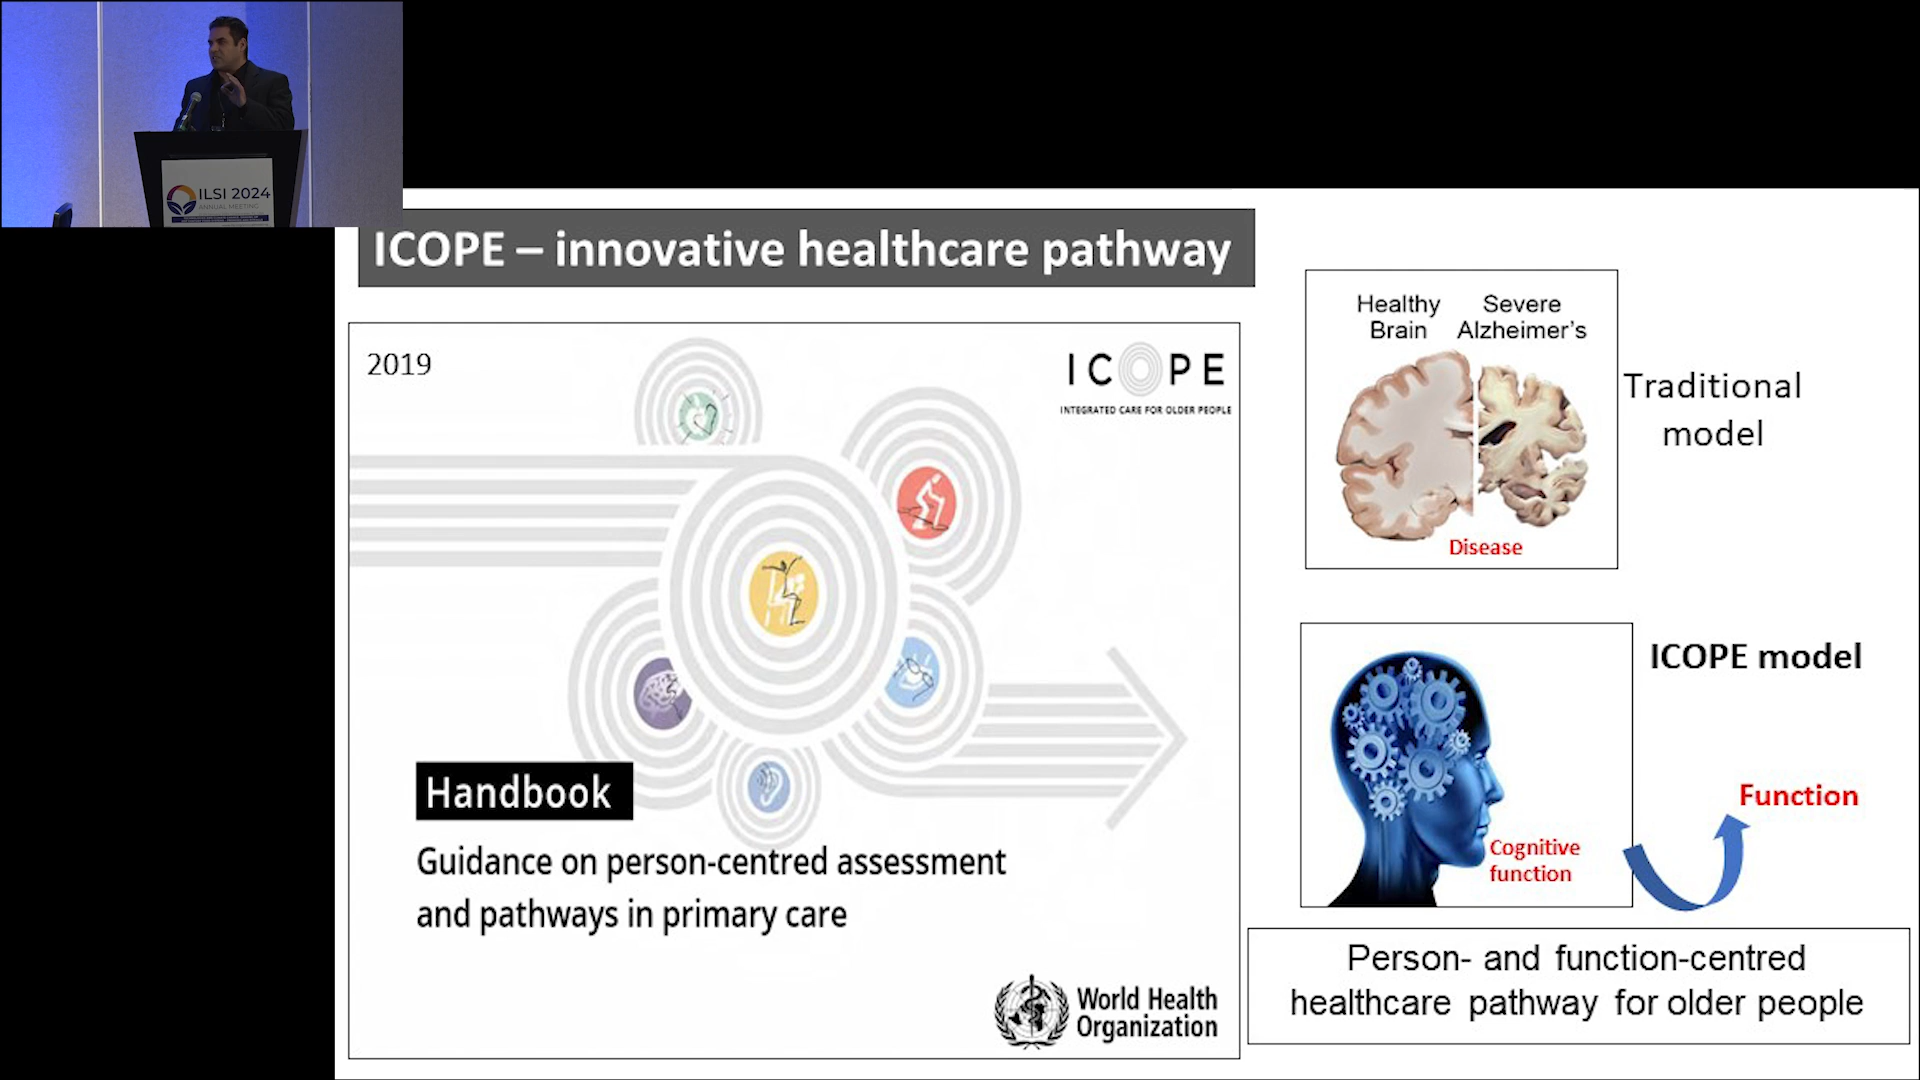 ILSI 2024
ANNUAL MEETING
ICOPE – innovative healthcare pathway
2019
ICOPE
INTEGRATED CARE FOR OLDER PEOPLE
Handbook
Guidance on person-centred assessment
and pathways in primary care
World Health
Organization
Healthy
Brain
Severe
Alzheimer's
Disease
Traditional
model
ICOPE model
Cognitive
function
Function
Person- and function-centred
healthcare pathway for older people